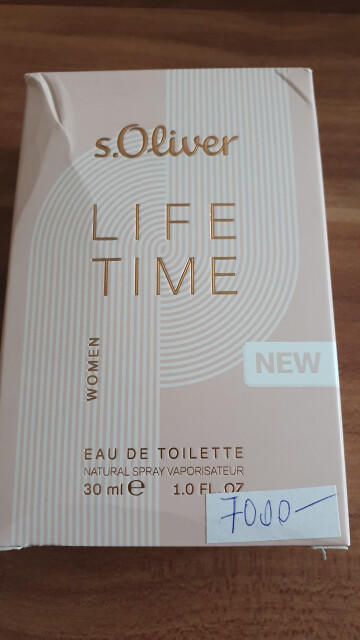 s.Oliver
LIFE
TIME
WOMEN
NEW
EAU DE TOILETTE
NATURAL SPRAY VAPORISATEUR
30 ml ℮ 1.0 FL. OZ
7000-